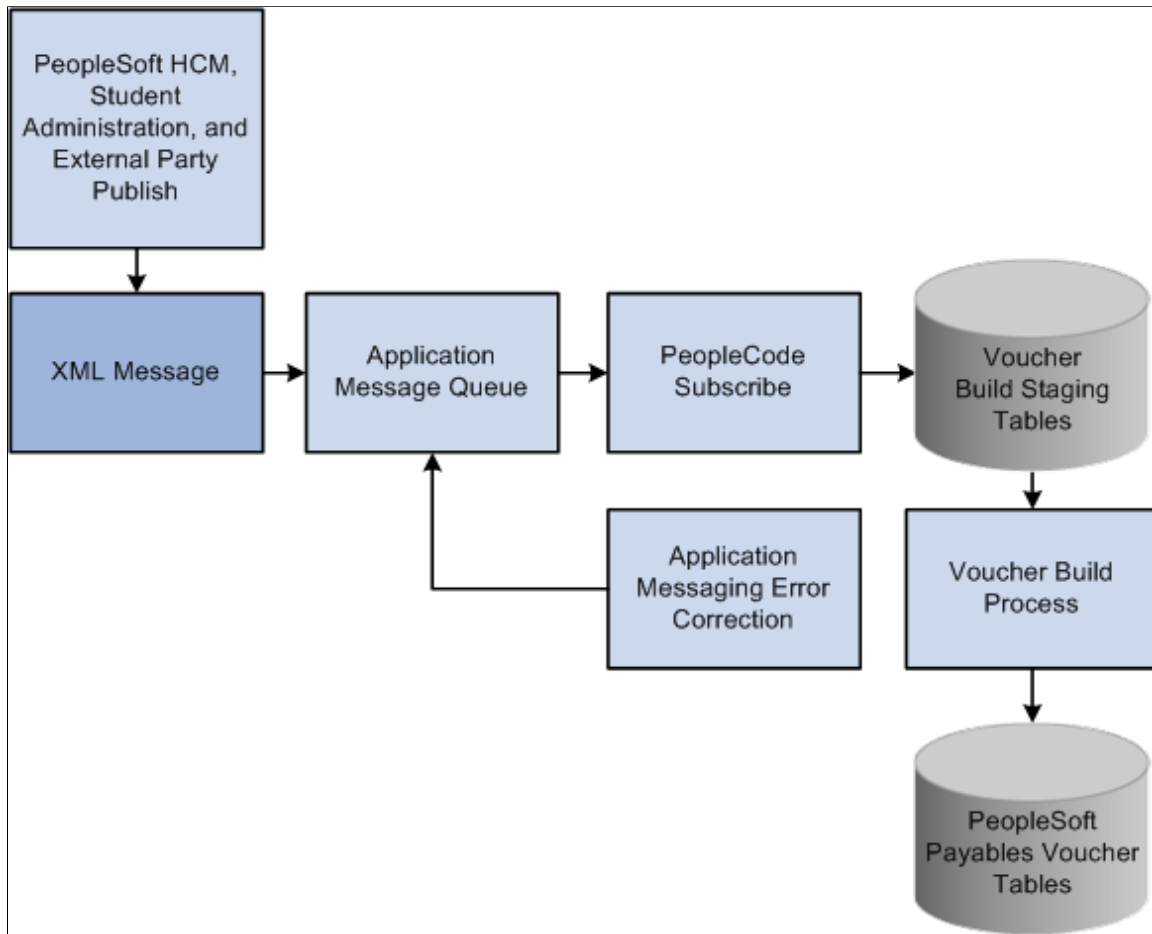 PeopleSoft HCM,
Student
Administration, and
External Party
Publish
XML Message
Application
Message Queue
PeopleCode
Subscribe
Voucher
Build Staging
Tables
Application
Messaging Error
Correction
Voucher Build
Process
PeopleSoft
Payables Voucher
Tables